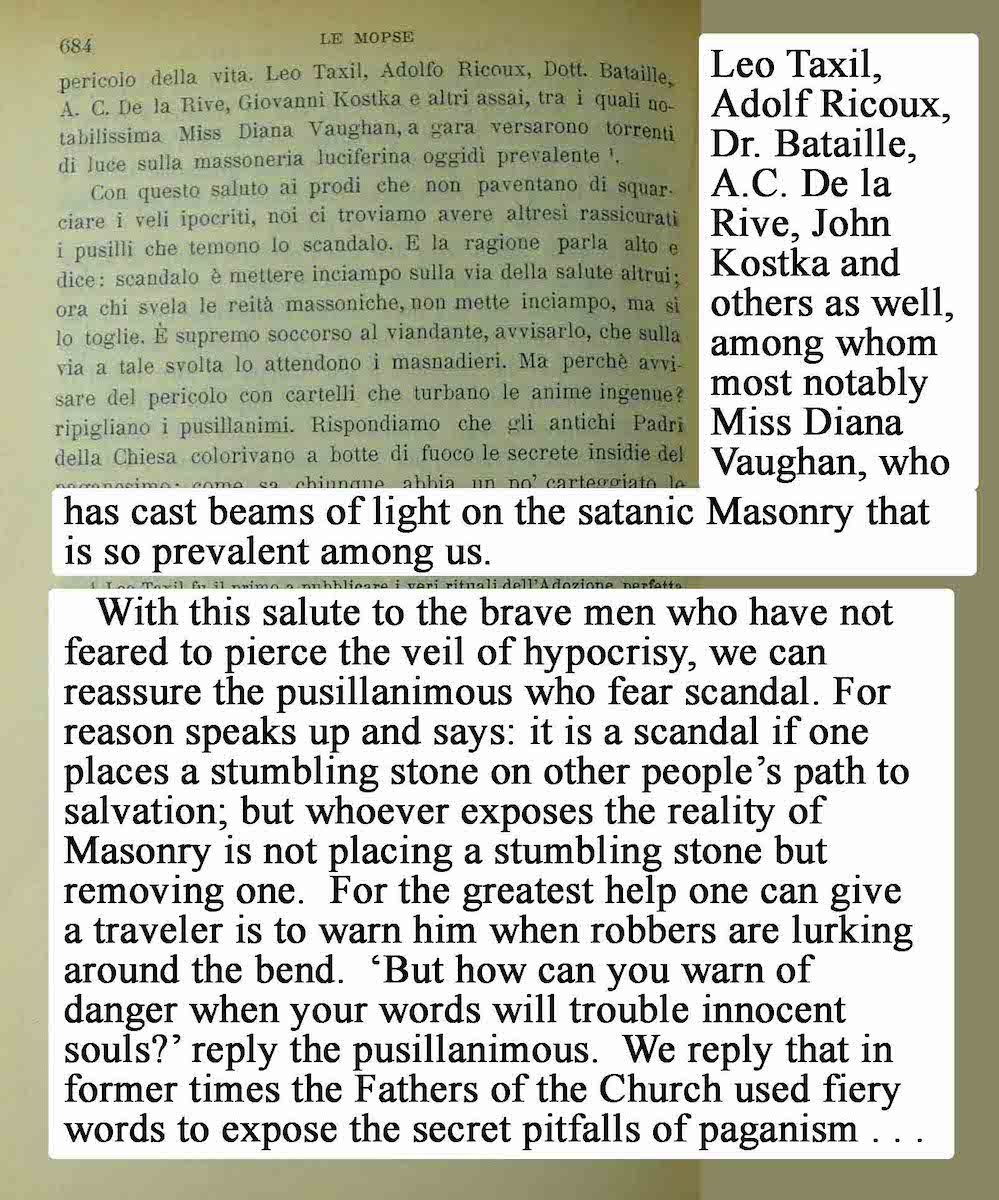 684
LE MOPSE
pericolo della vita. Leo Taxil, Adolfo Ricoux, Dott. Bataille,
A. C. De la Rive, Giovanni Kostka e altri assai, tra i quali no-
tabilissima Miss Diana Vaughan, a gara versarono torrenti
di luce sulla massoneria luciferina oggidì prevalente ¹.
Con questo saluto ai prodi che non paventano di squar-
ciare i veli ipocriti, noi ci troviamo avere altresì rassicurati
i pusilli che temono lo scandalo. E la ragione parla alto e
dice: scandalo è mettere inciampo sulla via della salute altrui;
ora chi svela le reità massoniche, non mette inciampo, ma si
lo toglie. È supremo soccorso al viandante, avvisarlo, che sulla
via a tale svolta lo attendono i masnadieri. Ma perchè avvi-
sare del pericolo con cartelli che turbano le anime ingenue?
ripigliano i pusillanimi. Rispondiamo che gli antichi Padri
della Chiesa colorivano a botte di fuoco le secrete insidie del
paganesimo: come sa chiunque abbia un po' carteggiato le
¹ Leo Taxil fu il primo a pubblicare i veri rituali dell'Adozione perfetta
Leo Taxil,
Adolf Ricoux,
Dr. Bataille,
A.C. De la
Rive, John
Kostka and
others as well,
among whom
most notably
Miss Diana
Vaughan, who
has cast beams of light on the satanic Masonry that
is so prevalent among us.
With this salute to the brave men who have not
feared to pierce the veil of hypocrisy, we can
reassure the pusillanimous who fear scandal. For
reason speaks up and says: it is a scandal if one
places a stumbling stone on other people’s path to
salvation; but whoever exposes the reality of
Masonry is not placing a stumbling stone but
removing one. For the greatest help one can give
a traveler is to warn him when robbers are lurking
around the bend. ‘But how can you warn of
danger when your words will trouble innocent
souls?’ reply the pusillanimous. We reply that in
former times the Fathers of the Church used fiery
words to expose the secret pitfalls of paganism . . .